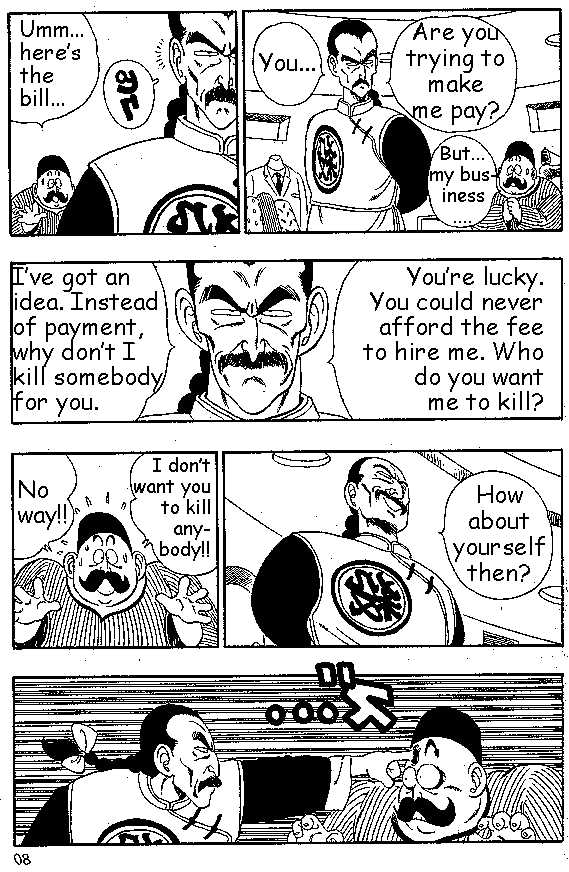 Umm...
here's
the
bill...
You...
Are you
trying to
make
me pay?
But...
my bus-
iness
....
I've got an
idea. Instead
of payment,
why don't I
kill somebody
for you.
You're lucky.
You could never
afford the fee
to hire me. Who
do you want
me to kill?
No
way!!
I don't
want you
to kill
any-
body!!
How
about
yourself
then?
08